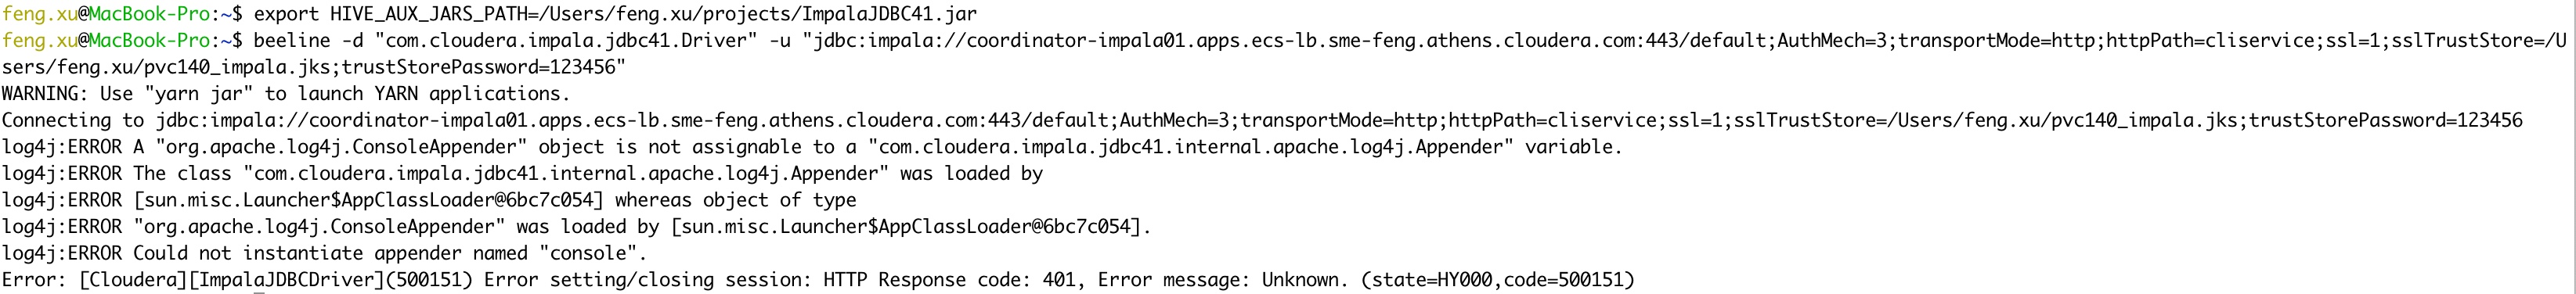 feng.xu@MacBook-Pro:~$ export HIVE_AUX_JARS_PATH=/Users/feng.xu/projects/ImpalaJDBC41.jar
feng.xu@MacBook-Pro:~$ beeline -d "com.cloudera.impala.jdbc41.Driver" -u "jdbc:impala://coordinator-impala01.apps.ecs-lb.sme-feng.athens.cloudera.com:443/default;AuthMech=3;transportMode=http;httpPath=cliservice;ssl=1;sslTrustStore=/U
sers/feng.xu/pvc140_impala.jks;trustStorePassword=123456"
WARNING: Use "yarn jar" to launch YARN applications.
Connecting to jdbc:impala://coordinator-impala01.apps.ecs-lb.sme-feng.athens.cloudera.com:443/default;AuthMech=3;transportMode=http;httpPath=cliservice;ssl=1;sslTrustStore=/Users/feng.xu/pvc140_impala.jks;trustStorePassword=123456
log4j:ERROR A "org.apache.log4j.ConsoleAppender" object is not assignable to a "com.cloudera.impala.jdbc41.internal.apache.log4j.Appender" variable.
log4j:ERROR The class "com.cloudera.impala.jdbc41.internal.apache.log4j.Appender" was loaded by
log4j:ERROR [sun.misc.Launcher$AppClassLoader@6bc7c054] whereas object of type
log4j:ERROR "org.apache.log4j.ConsoleAppender" was loaded by [sun.misc.Launcher$AppClassLoader@6bc7c054].
log4j:ERROR Could not instantiate appender named "console".
Error: [Cloudera][ImpalaJDBCDriver](500151) Error setting/closing session: HTTP Response code: 401, Error message: Unknown. (state=HY000,code=500151)